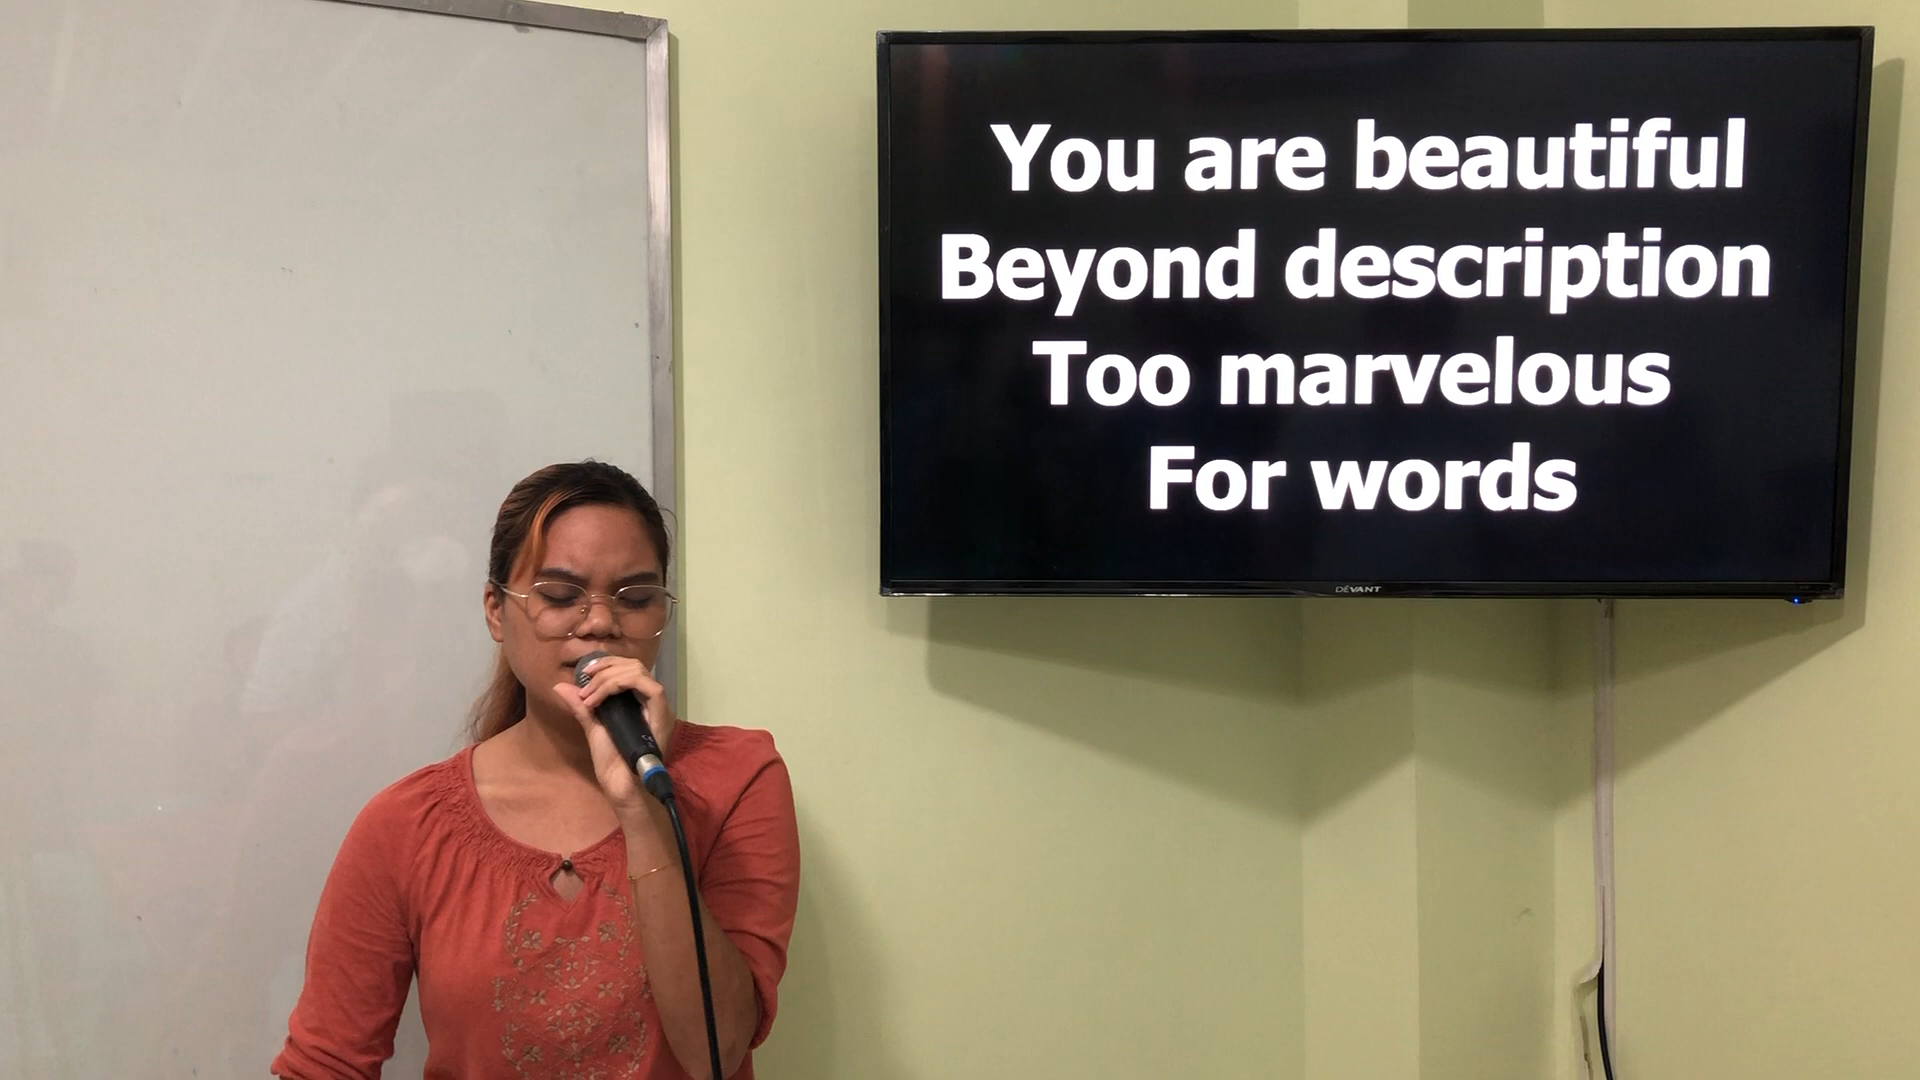 You are beautiful
Beyond description
Too marvelous
For words
DEVANT